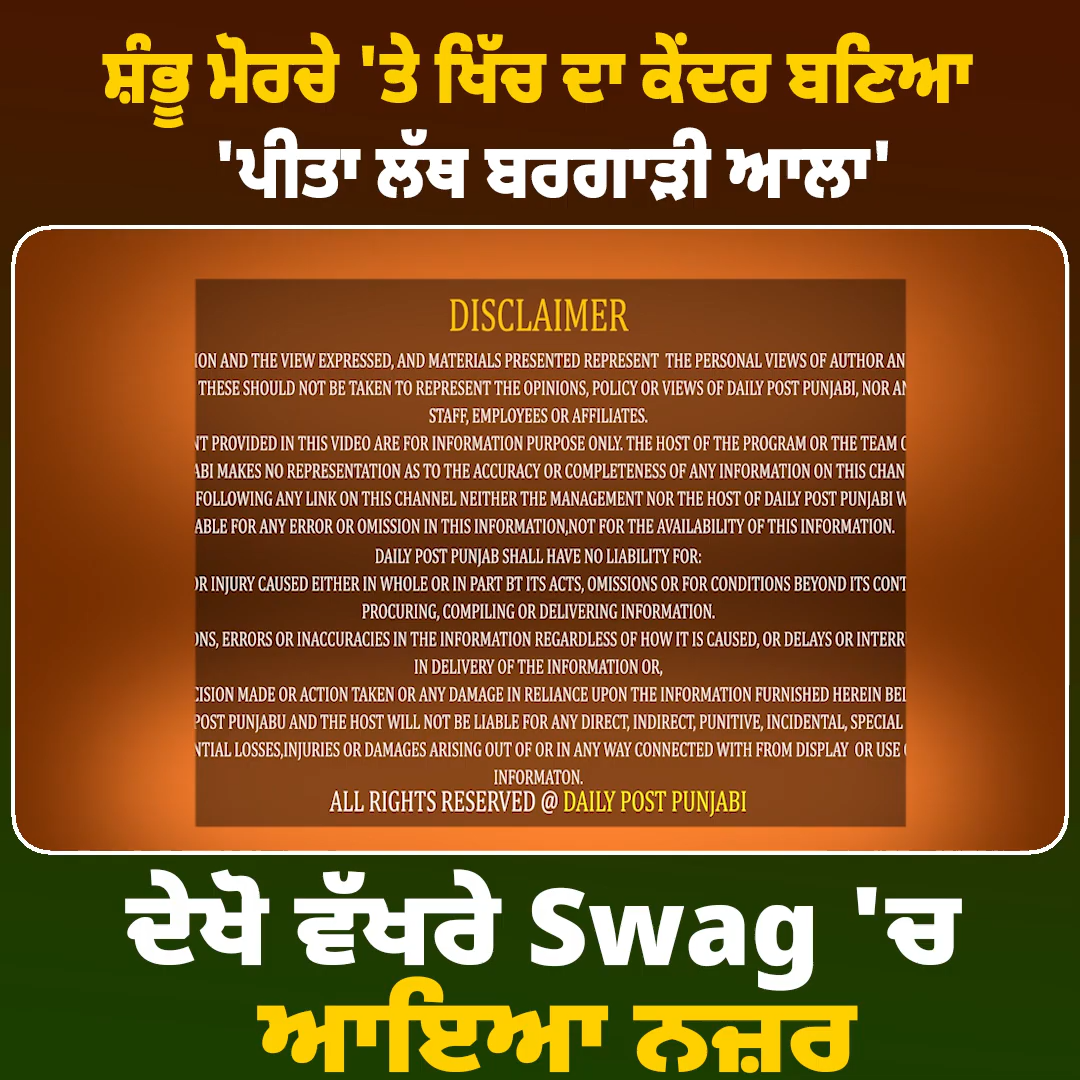 ਸ਼ੰਭੂ ਮੋਰਚੇ 'ਤੇ ਖਿੱਚ ਦਾ ਕੇਂਦਰ ਬਣਿਆ
'ਪੀਤਾ ਲੱਥ ਬਰਗਾੜੀ ਆਲਾ'
DISCLAIMER
ION AND THE VIEW EXPRESSED, AND MATERIALS PRESENTED REPRESENT THE PERSONAL VIEWS OF AUTHOR AN
THESE SHOULD NOT BE TAKEN TO REPRESENT THE OPINIONS, POLICY OR VIEWS OF DAILY POST PUNJABI, NOR AN
STAFF, EMPLOYEES OR AFFILIATES.
NT PROVIDED IN THIS VIDEO ARE FOR INFORMATION PURPOSE ONLY. THE HOST OF THE PROGRAM OR THE TEAM
ABI MAKES NO REPRESENTATION AS TO THE ACCURACY OR COMPLETENESS OF ANY INFORMATION ON THIS CHAN
FOLLOWING ANY LINK ON THIS CHANNEL NEITHER THE MANAGEMENT NOR THE HOST OF DAILY POST PUNJABI W
ABLE FOR ANY ERROR OR OMISSION IN THIS INFORMATION,NOT FOR THE AVAILABILITY OF THIS INFORMATION.
DAILY POST PUNJAB SHALL HAVE NO LIABILITY FOR:
OR INJURY CAUSED EITHER IN WHOLE OR IN PART BT ITS ACTS, OMISSIONS OR FOR CONDITIONS BEYOND ITS CONT
PROCURING, COMPILING OR DELIVERING INFORMATION.
ONS, ERRORS OR INACCURACIES IN THE INFORMATION REGARDLESS OF HOW IT IS CAUSED, OR DELAYS OR INTERR
IN DELIVERY OF THE INFORMATION OR,
CISION MADE OR ACTION TAKEN OR ANY DAMAGE IN RELIANCE UPON THE INFORMATION FURNISHED HEREIN BEL
POST PUNJABU AND THE HOST WILL NOT BE LIABLE FOR ANY DIRECT, INDIRECT, PUNITIVE, INCIDENTAL, SPECIAL
NTIAL LOSSES,INJURIES OR DAMAGES ARISING OUT OF OR IN ANY WAY CONNECTED WITH FROM DISPLAY OR USE
INFORMATON.
ALL RIGHTS RESERVED @ DAILY POST PUNJABI
ਦੇਖੋ ਵੱਖਰੇ Swag 'ਚ
ਆਇਆ ਨਜ਼ਰ